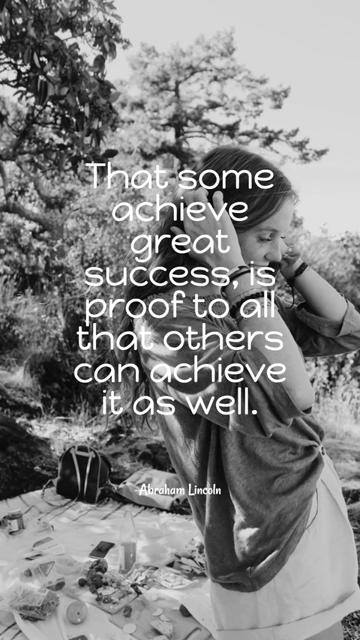 That some
achieve
great
success, is
proof to all
that others
can achieve
it as well.
Abraham Lincoln